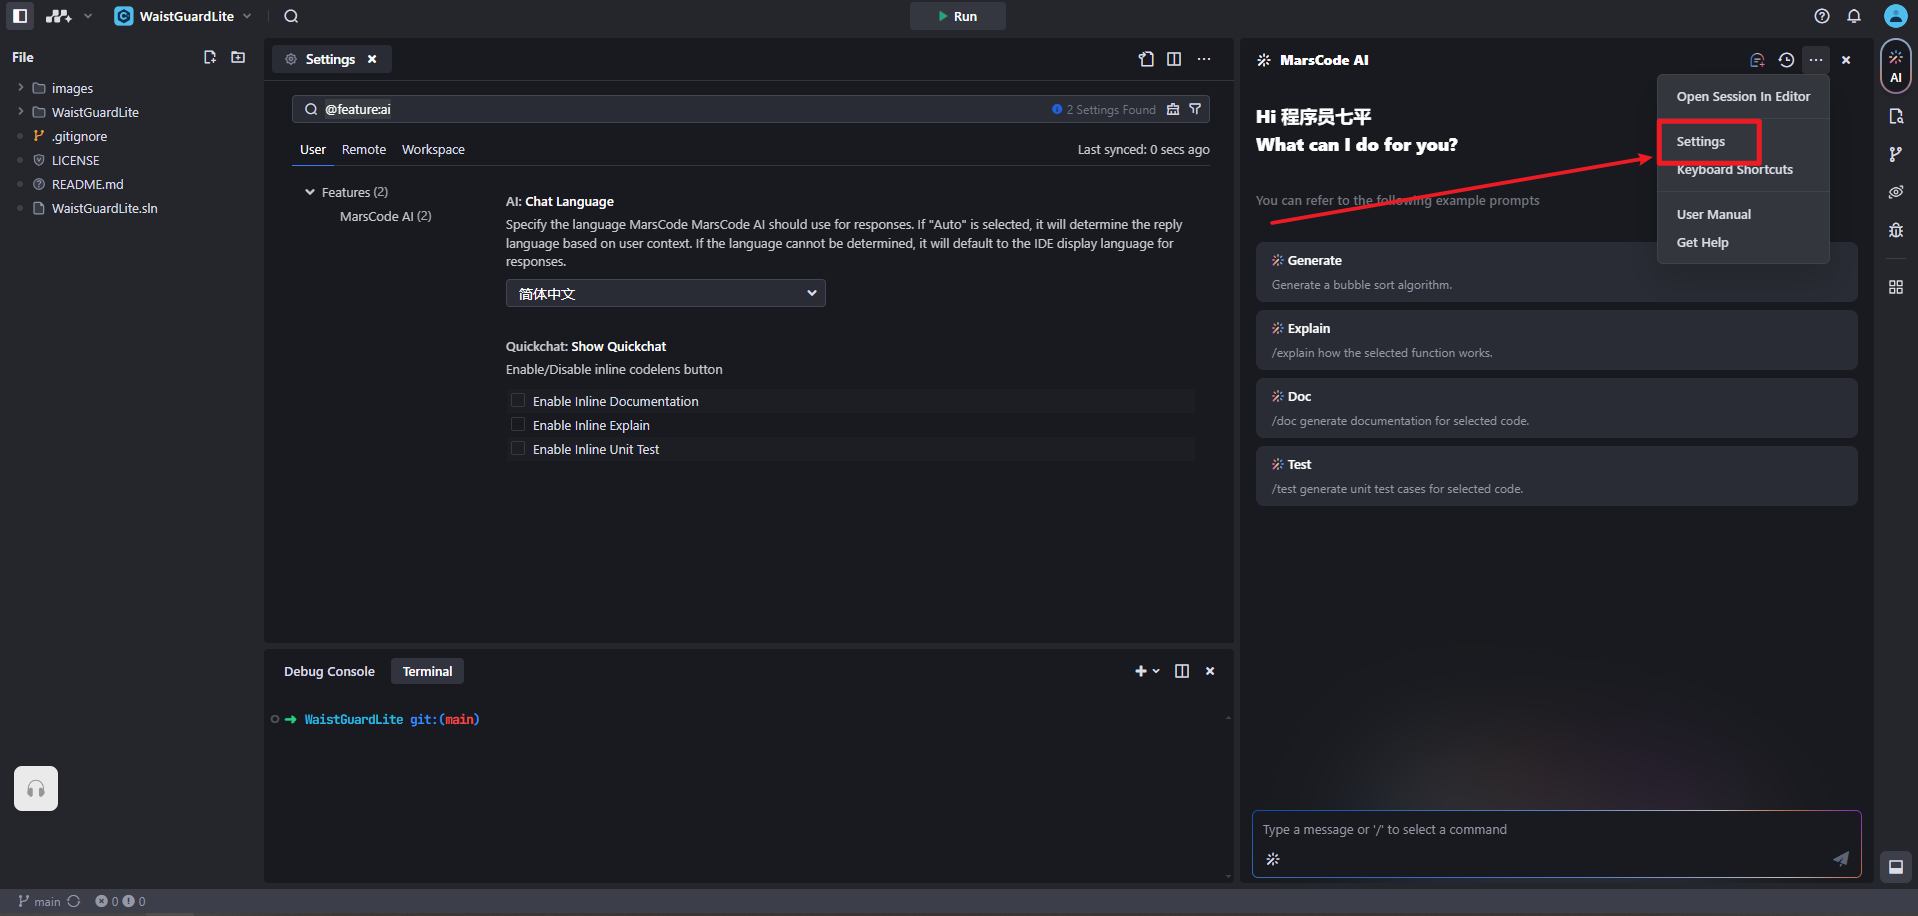 WaistGuardLite
Run
File
images
WaistGuardLite
.gitignore
LICENSE
README.md
WaistGuardLite.sln
Settings
@feature:ai
2 Settings Found
User Remote Workspace
Last synced: 0 secs ago
Features (2)
MarsCode AI (2)
AI: Chat Language
Specify the language MarsCode MarsCode AI should use for responses. If "Auto" is selected, it will determine the reply
language based on user context. If the language cannot be determined, it will default to the IDE display language for
responses.
简体中文
Quickchat: Show Quickchat
Enable/Disable inline codelens button
Enable Inline Documentation
Enable Inline Explain
Enable Inline Unit Test
Debug Console Terminal
WaistGuardLite git:(main)
MarsCode AI
Hi 程序员七平
What can I do for you?
You can refer to the following example prompts
Open Session In Editor
Settings
Keyboard Shortcuts
User Manual
Get Help
Generate
Generate a bubble sort algorithm.
Explain
/explain how the selected function works.
Doc
/doc generate documentation for selected code.
Test
/test generate unit test cases for selected code.
Type a message or '/' to select a command
AI
main 0 0